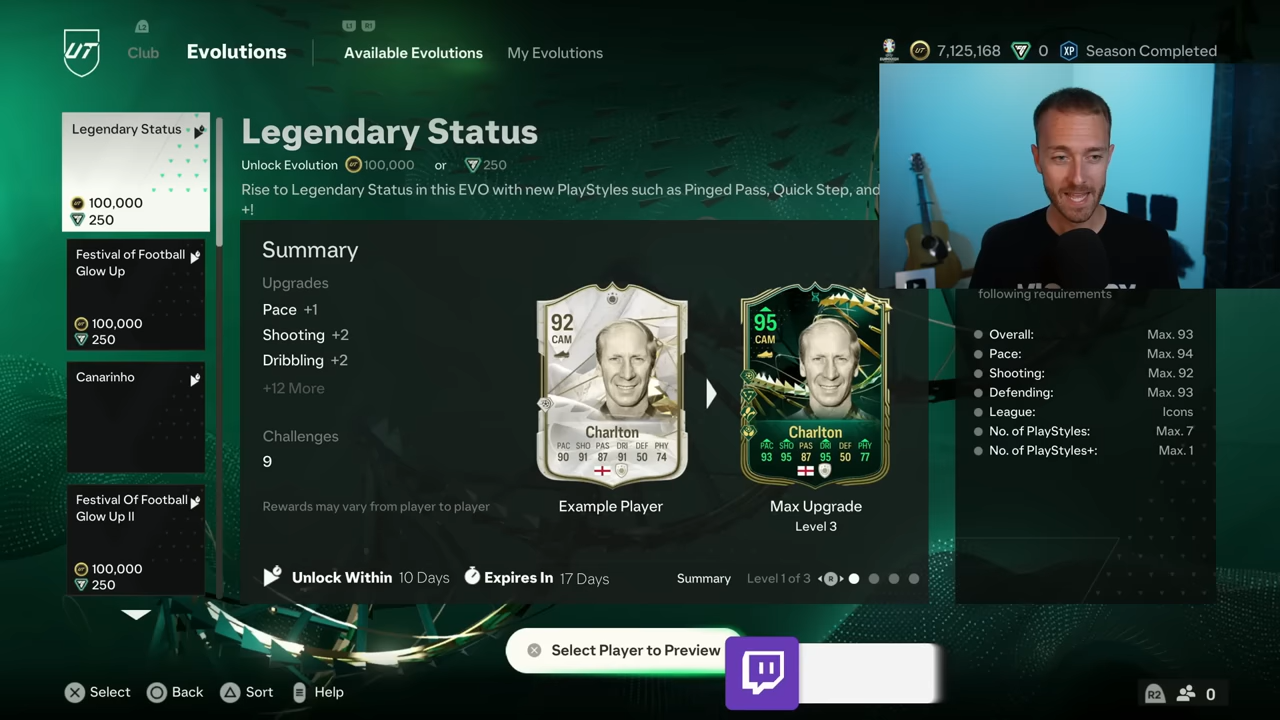 L2
L1 R1
UT
Club
Evolutions
Available Evolutions
My Evolutions
7,125,168
0
XP
Season Completed
Legendary Status
100,000
250
Festival of Football
Glow Up
100,000
250
Canarinho
Festival Of Football
Glow Up II
100,000
250
Legendary Status
Unlock Evolution 100,000 or 250
Rise to Legendary Status in this EVO with new PlayStyles such as Pinged Pass, Quick Step, and
+!
Summary
Upgrades
Pace +1
Shooting +2
Dribbling +2
+12 More
Challenges
9
Rewards may vary from player to player
92
CAM
Charlton
PAC SHO PAS DRI DEF PHY
90 91 87 91 50 74
Example Player
95
CAM
Charlton
PAC SHO PAS DRI DEF PHY
93 95 87 95 50 77
Max Upgrade
Level 3
following requirements
Overall: Max. 93
Pace: Max. 94
Shooting: Max. 92
Defending: Max. 93
League: Icons
No. of PlayStyles: Max. 7
No. of PlayStyles+: Max. 1
Unlock Within 10 Days
Expires In 17 Days
Summary
Level 1 of 3
R
Select Player to Preview
Select
Back
Sort
Help
R2
0